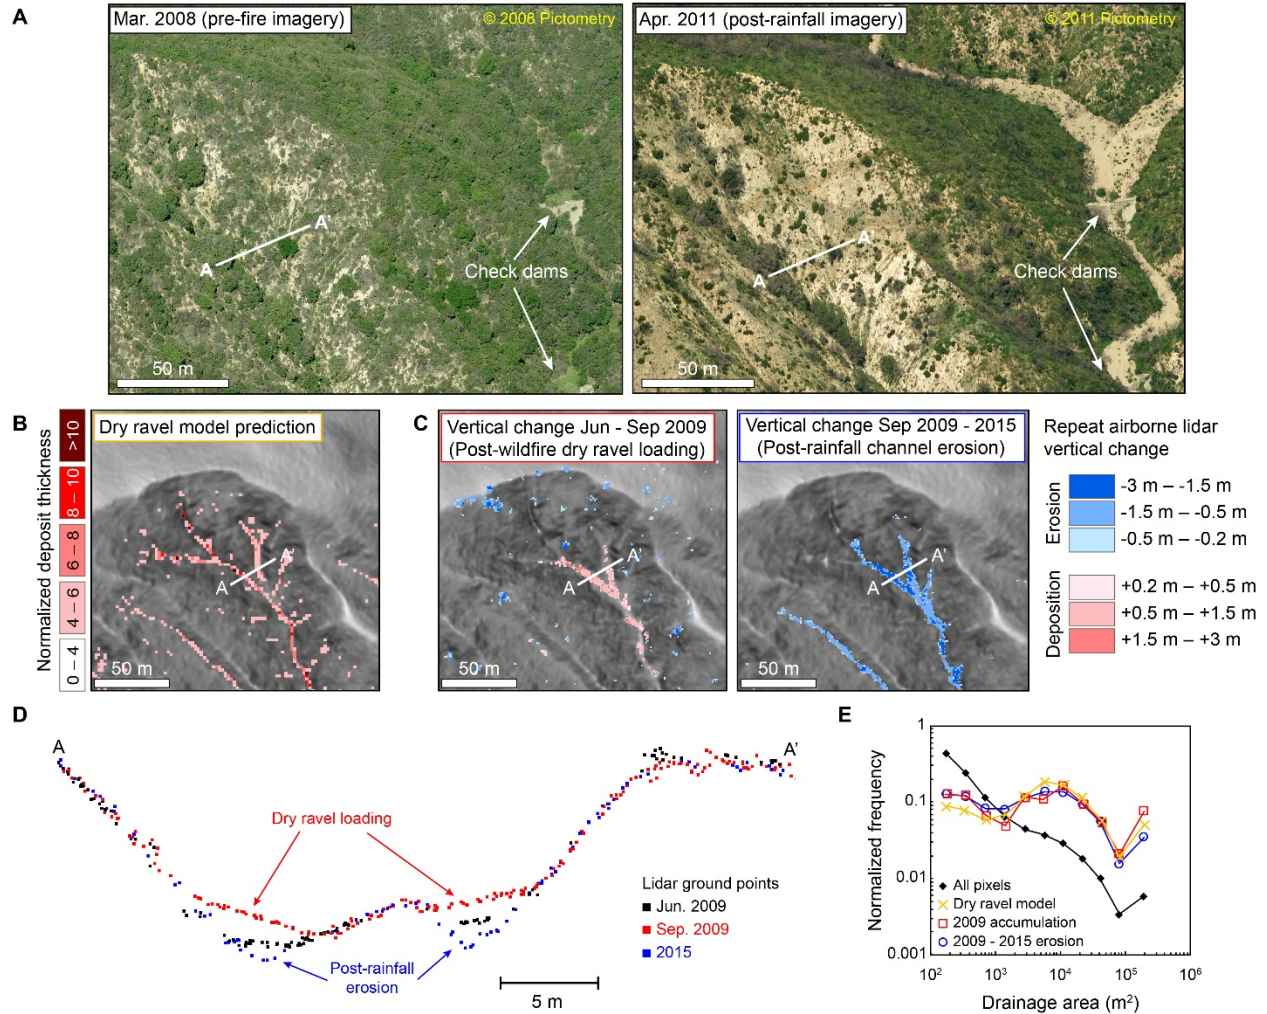 A
Mar. 2008 (pre-fire imagery)
© 2008 Pictometry
A
A'
Check dams
50 m
Apr. 2011 (post-rainfall imagery)
© 2011 Pictometry
A
A'
Check dams
50 m
B
Normalized deposit thickness
>10
8 – 10
6 – 8
4 – 6
0 – 4
Dry ravel model prediction
A
A'
50 m
C
Vertical change Jun - Sep 2009
(Post-wildfire dry ravel loading)
A
A'
50 m
Vertical change Sep 2009 - 2015
(Post-rainfall channel erosion)
A
A'
50 m
Repeat airborne lidar
vertical change
Erosion
-3 m – -1.5 m
-1.5 m – -0.5 m
-0.5 m – -0.2 m
Deposition
+0.2 m – +0.5 m
+0.5 m – +1.5 m
+1.5 m – +3 m
D
A
A'
Dry ravel loading
Post-rainfall
erosion
Lidar ground points
Jun. 2009
Sep. 2009
2015
5 m
E
Normalized frequency
1
0.1
0.01
0.001
All pixels
Dry ravel model
2009 accumulation
2009 - 2015 erosion
10² 10³ 10⁴ 10⁵ 10⁶
Drainage area (m²)